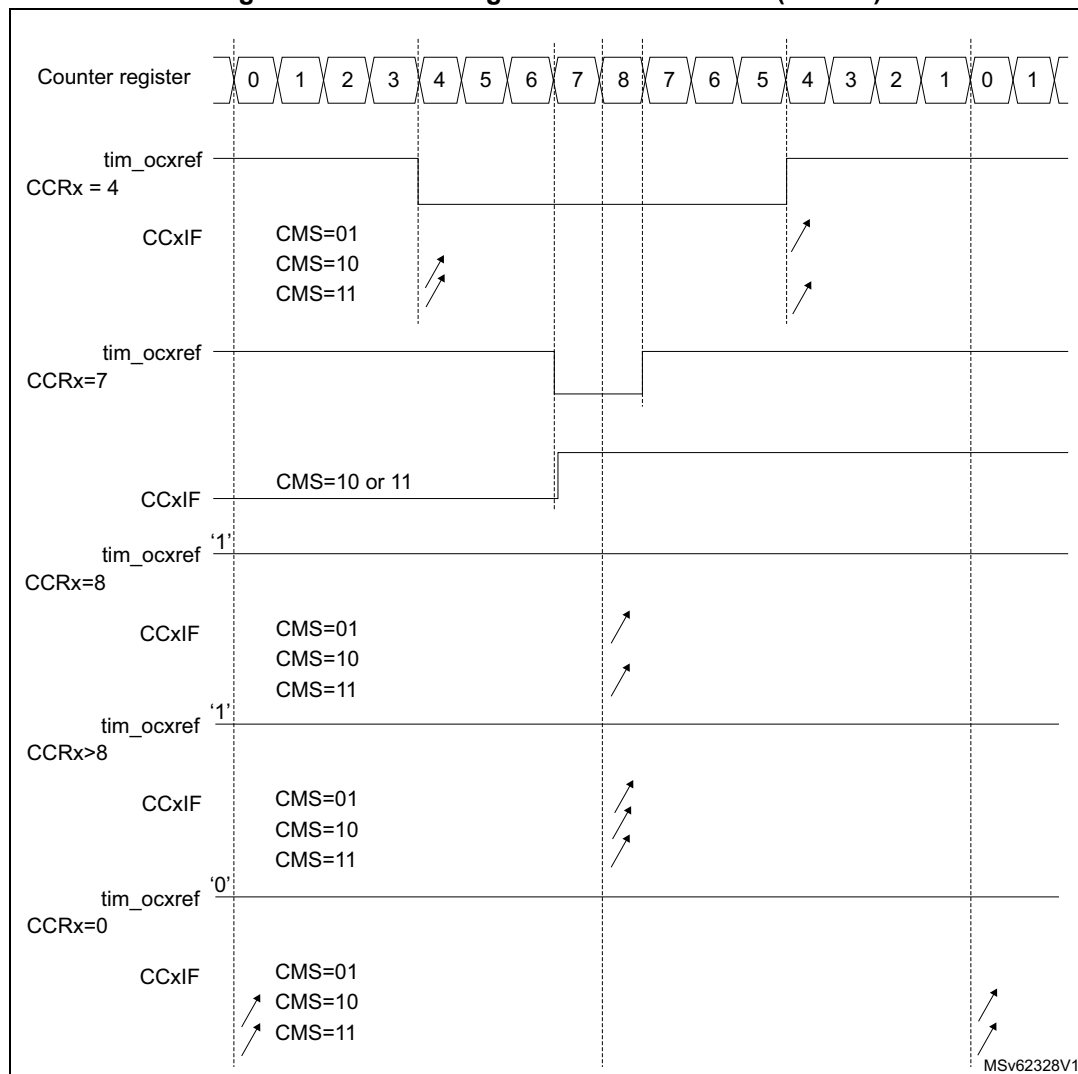 Counter register 0 1 2 3 4 5 6 7 8 7 6 5 4 3 2 1 0 1
tim_ocxref
CCRx = 4
CCxIF
CMS=01
CMS=10
CMS=11
tim_ocxref
CCRx=7
CMS=10 or 11
CCxIF
tim_ocxref '1'
CCRx=8
CCxIF
CMS=01
CMS=10
CMS=11
tim_ocxref '1'
CCRx>8
CCxIF
CMS=01
CMS=10
CMS=11
tim_ocxref '0'
CCRx=0
CCxIF
CMS=01
CMS=10
CMS=11
MSv62328V1